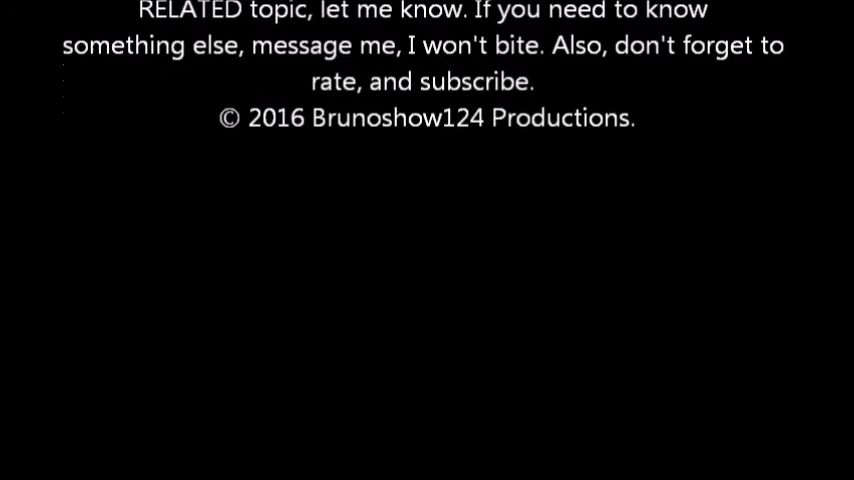 RELATED topic, let me know. If you need to know
something else, message me, I won't bite. Also, don't forget to
rate, and subscribe.
© 2016 Brunoshow124 Productions.